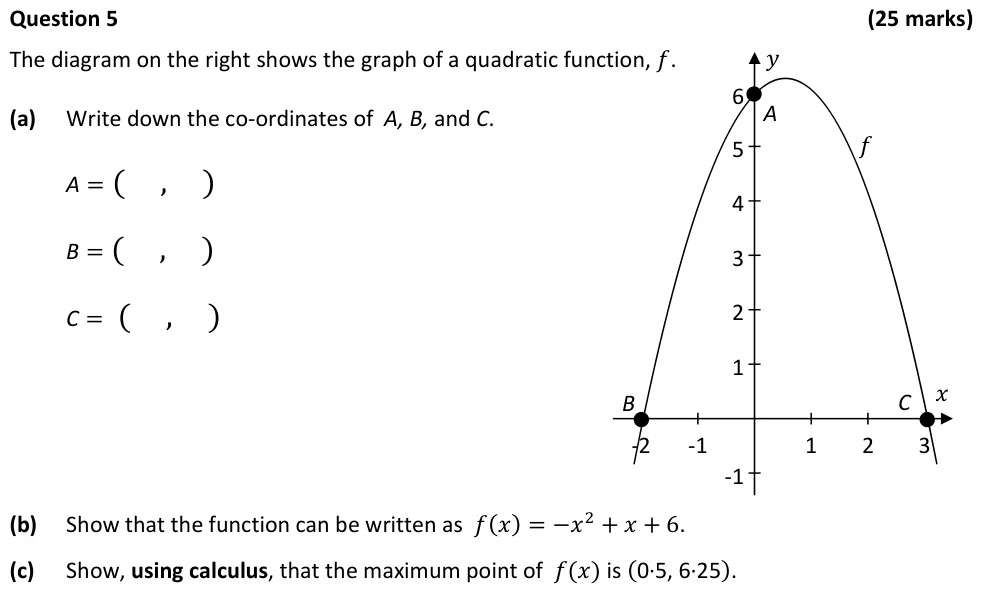 Question 5 (25 marks)
The diagram on the right shows the graph of a quadratic function, f.
(a) Write down the co-ordinates of A, B, and C.
A = ( , )
B = ( , )
C = ( , )
y
6
A
5
f
4
3
2
1
B
C
x
-2 -1 1 2 3
-1
(b) Show that the function can be written as f(x) = −x² + x + 6.
(c) Show, using calculus, that the maximum point of f(x) is (0·5, 6·25).